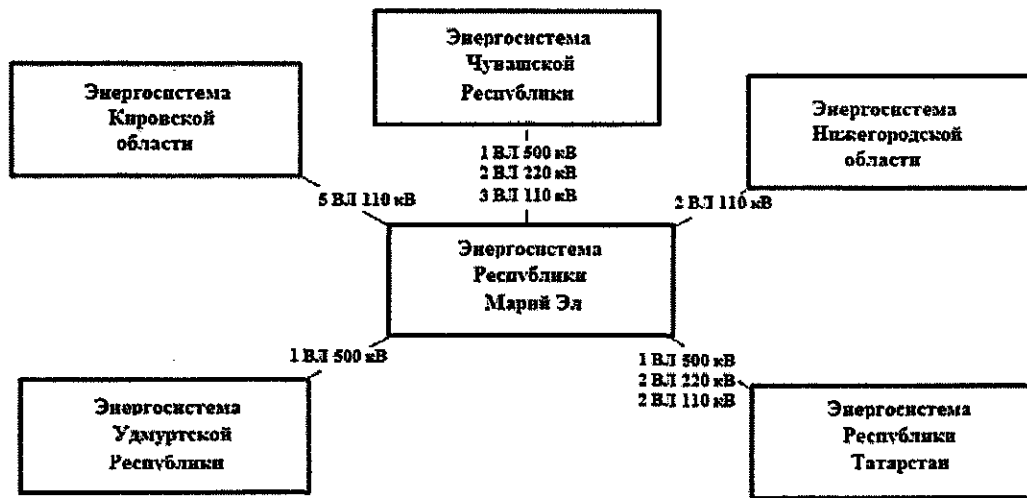 Энергосистема
Чувашской
Республики
Энергосистема
Кировской
области
Энергосистема
Нижегородской
области
1 ВЛ 500 кВ
2 ВЛ 220 кВ
3 ВЛ 110 кВ
5 ВЛ 110 кВ
2 ВЛ 110 кВ
Энергосистема
Республики
Марий Эл
1 ВЛ 500 кВ
1 ВЛ 500 кВ
2 ВЛ 220 кВ
2 ВЛ 110 кВ
Энергосистема
Удмуртской
Республики
Энергосистема
Республики
Татарстан